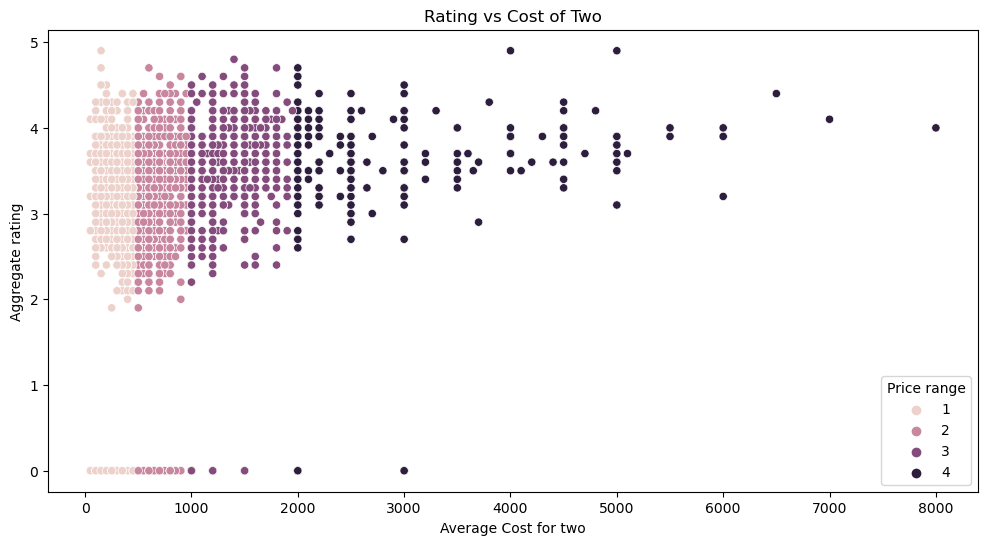 Rating vs Cost of Two
Aggregate rating
5
4
3
2
1
0
Price range
1
2
3
4
0 1000 2000 3000 4000 5000 6000 7000 8000
Average Cost for two